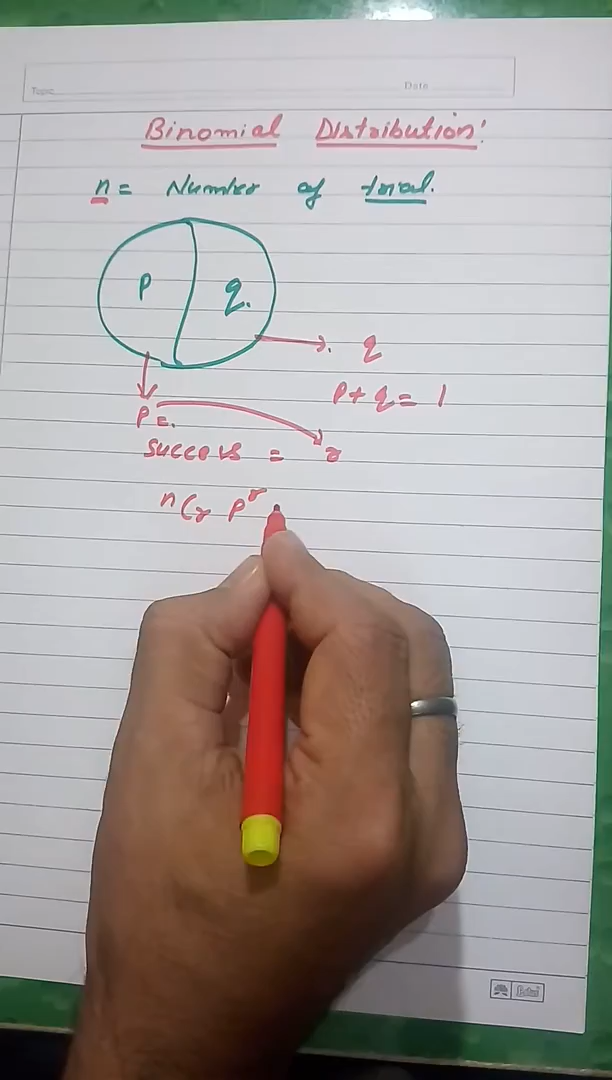 Topic Date
Binomial Distribution:
n = Number of trial.
p q.
q
p + q = 1
P =.
success = r
nCr p^r